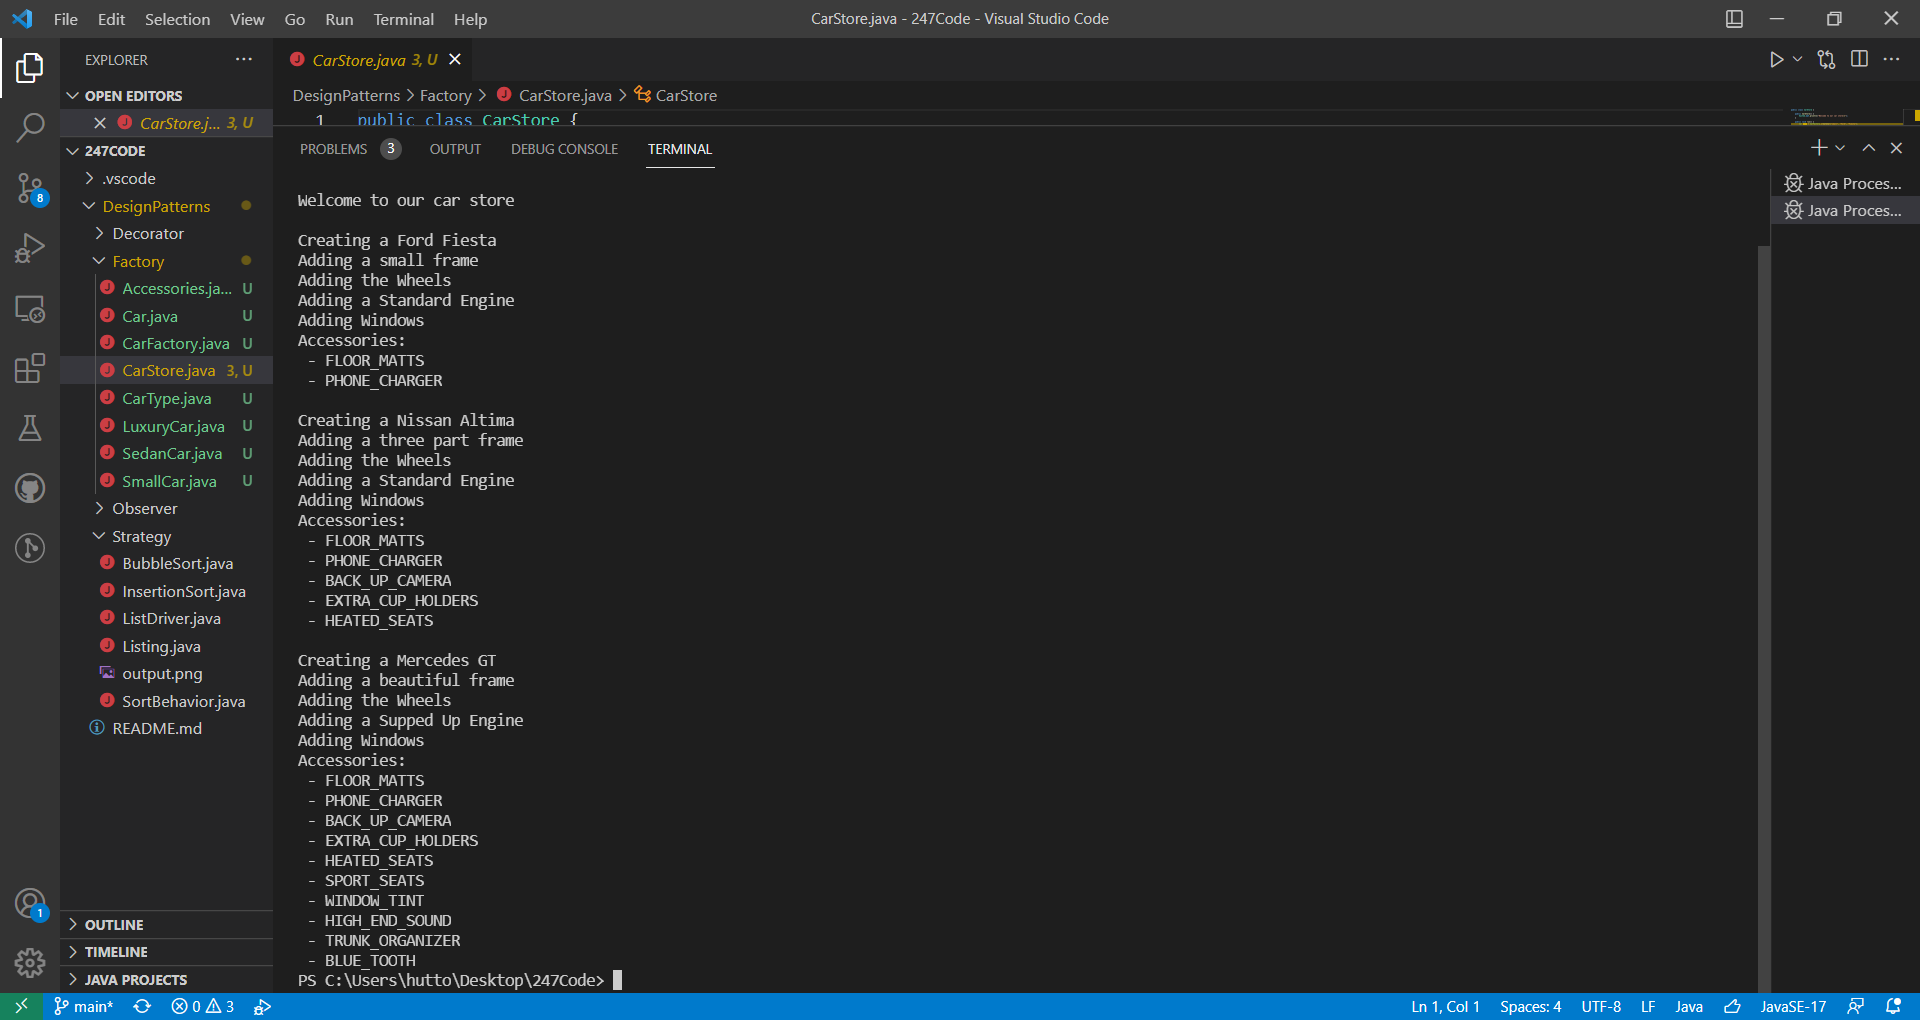 File Edit Selection View Go Run Terminal Help
CarStore.java - 247Code - Visual Studio Code
EXPLORER
OPEN EDITORS
CarStore.j... 3, U
247CODE
.vscode
DesignPatterns
Decorator
Factory
Accessories.ja... U
Car.java U
CarFactory.java U
CarStore.java 3, U
CarType.java U
LuxuryCar.java U
SedanCar.java U
SmallCar.java U
Observer
Strategy
BubbleSort.java
InsertionSort.java
ListDriver.java
Listing.java
output.png
SortBehavior.java
README.md
OUTLINE
TIMELINE
JAVA PROJECTS
8
1
CarStore.java 3, U
DesignPatterns > Factory > CarStore.java > CarStore
1 public class CarStore {
PROBLEMS 3 OUTPUT DEBUG CONSOLE TERMINAL
Java Proces...
Java Proces...
Welcome to our car store
Creating a Ford Fiesta
Adding a small frame
Adding the Wheels
Adding a Standard Engine
Adding Windows
Accessories:
- FLOOR_MATTS
- PHONE_CHARGER
Creating a Nissan Altima
Adding a three part frame
Adding the Wheels
Adding a Standard Engine
Adding Windows
Accessories:
- FLOOR_MATTS
- PHONE_CHARGER
- BACK_UP_CAMERA
- EXTRA_CUP_HOLDERS
- HEATED_SEATS
Creating a Mercedes GT
Adding a beautiful frame
Adding the Wheels
Adding a Supped Up Engine
Adding Windows
Accessories:
- FLOOR_MATTS
- PHONE_CHARGER
- BACK_UP_CAMERA
- EXTRA_CUP_HOLDERS
- HEATED_SEATS
- SPORT_SEATS
- WINDOW_TINT
- HIGH_END_SOUND
- TRUNK_ORGANIZER
- BLUE_TOOTH
PS C:\Users\hutto\Desktop\247Code>
main* 0 3
Ln 1, Col 1 Spaces: 4 UTF-8 LF Java JavaSE-17